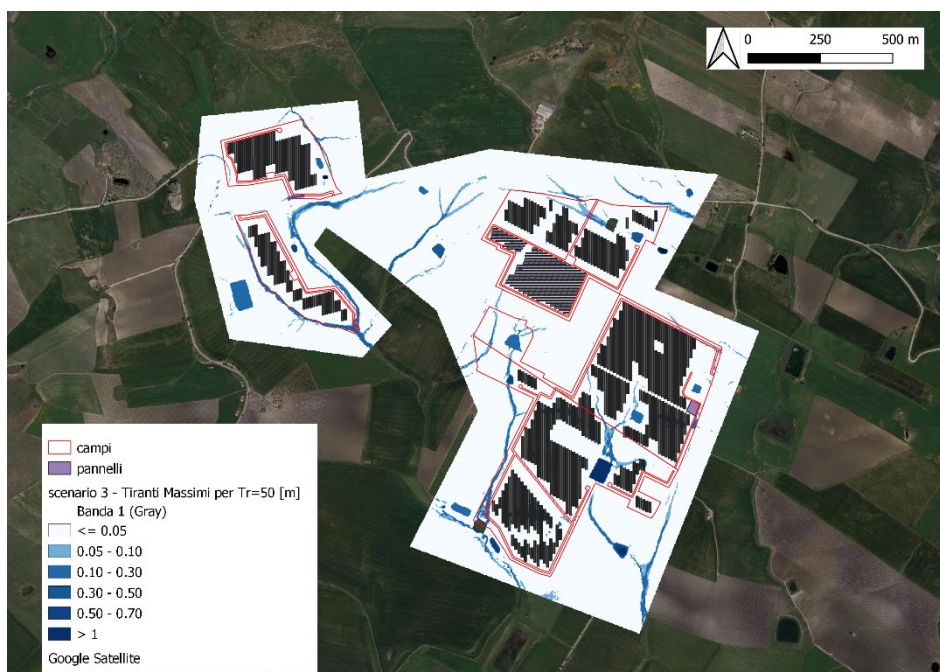 0 250 500 m
campi
pannelli
scenario 3 - Tiranti Massimi per Tr=50 [m]
Banda 1 (Gray)
<= 0.05
0.05 - 0.10
0.10 - 0.30
0.30 - 0.50
0.50 - 0.70
> 1
Google Satellite